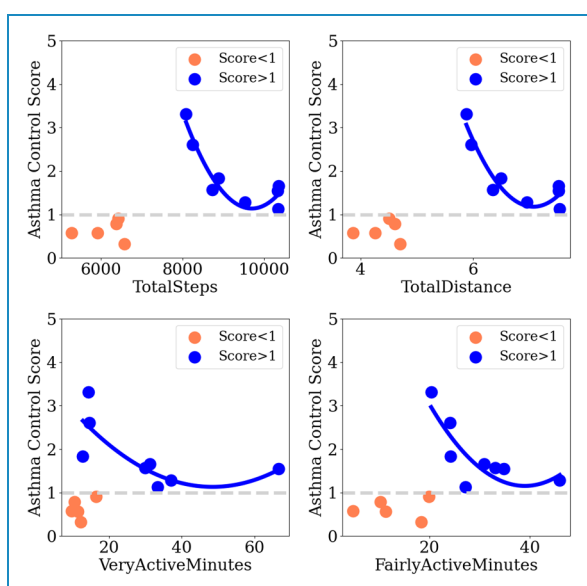 5
4
3
2
1
0
Asthma Control Score
Score<1
Score>1
6000 8000 10000
TotalSteps
5
4
3
2
1
0
Asthma Control Score
Score<1
Score>1
4 6
TotalDistance
5
4
3
2
1
0
Asthma Control Score
Score<1
Score>1
20 40 60
VeryActiveMinutes
5
4
3
2
1
0
Asthma Control Score
Score<1
Score>1
20 40
FairlyActiveMinutes